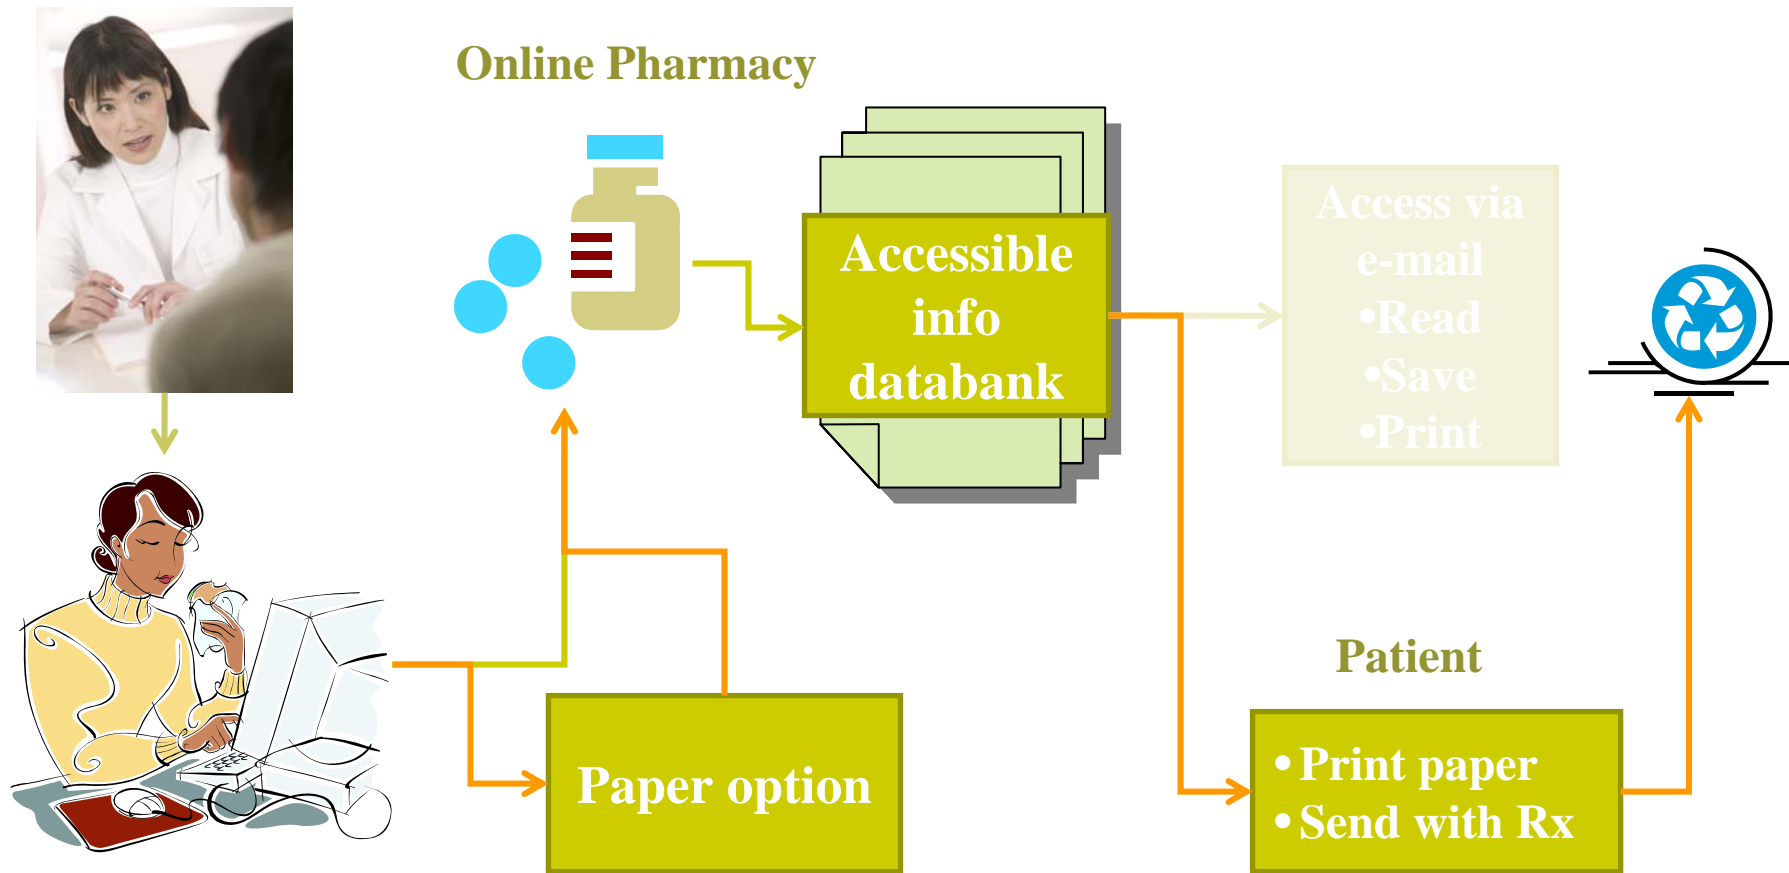 Online Pharmacy
Accessible
info
databank
Access via
e-mail
•Read
•Save
•Print
Paper option
Patient
• Print paper
• Send with Rx